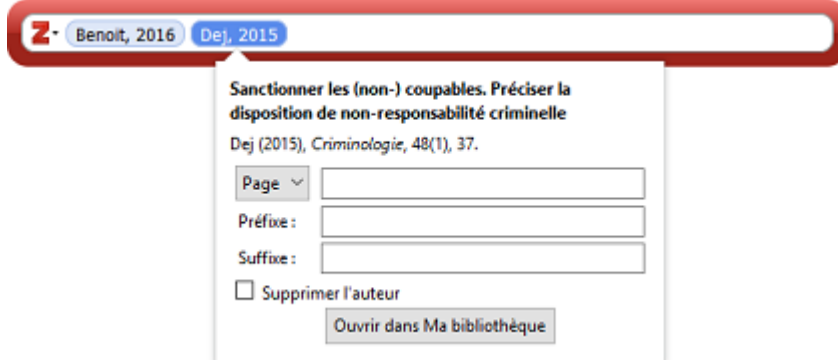 Z Benoit, 2016 Dej, 2015
Sanctionner les (non-) coupables. Préciser la
disposition de non-responsabilité criminelle
Dej (2015), Criminologie, 48(1), 37.
Page
Préfixe :
Suffixe :
Supprimer l'auteur
Ouvrir dans Ma bibliothèque